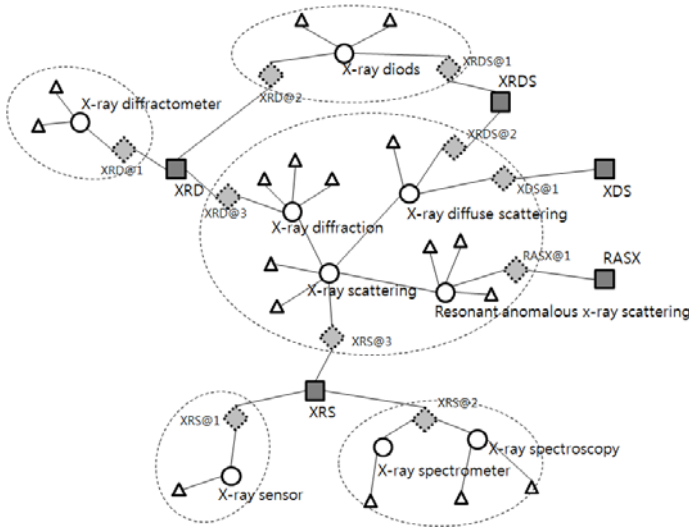 XRDS@1
X-ray diods
XRDS
XRD@2
X-ray diffractometer
XRDS@2
XRD@1
XRD
XDS@1
XDS
XRD@3
X-ray diffuse scattering
X-ray diffraction
RASX@1
RASX
X-ray scattering
Resonant anomalous x-ray scattering
XRS@3
XRS
XRS@2
XRS@1
X-ray spectroscopy
X-ray spectrometer
X-ray sensor